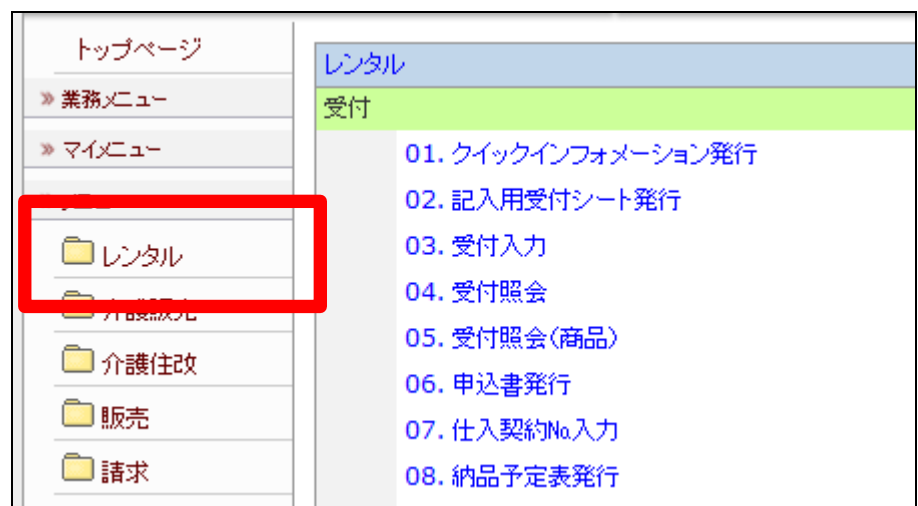 トップページ
» 業務メニュー
» マイメニュー
レンタル
介護住改
販売
請求
レンタル
受付
01. クイックインフォメーション発行
02. 記入用受付シート発行
03. 受付入力
04. 受付照会
05. 受付照会(商品)
06. 申込書発行
07. 仕入契約№入力
08. 納品予定表発行